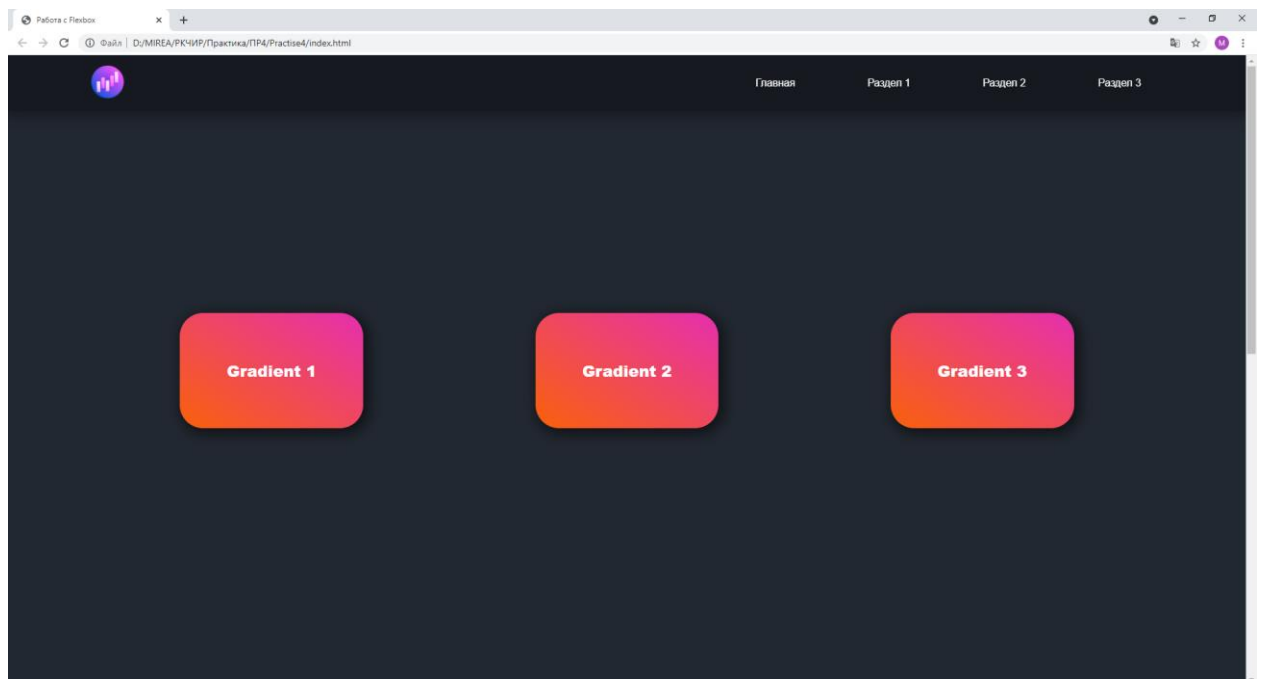 Работа с Flexbox
Файл | D:/MIREA/РКЧИР/Практика/ПР4/Practise4/index.html
M
Главная Раздел 1 Раздел 2 Раздел 3
Gradient 1 Gradient 2 Gradient 3